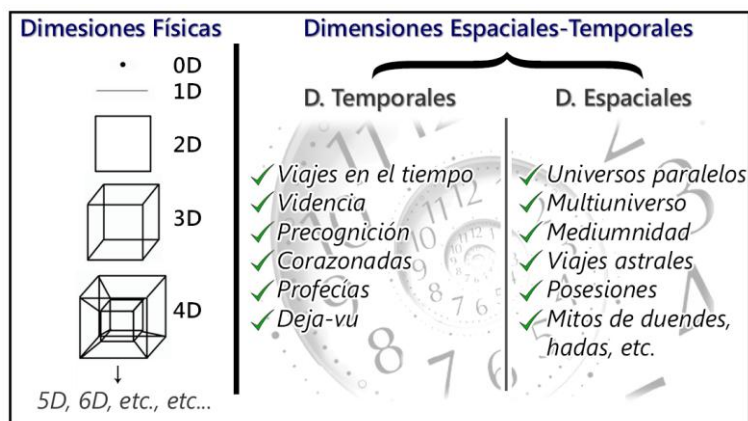 Dimesiones Físicas
0D
1D
2D
3D
4D
5D, 6D, etc., etc...
Dimensiones Espaciales-Temporales
D. Temporales
Viajes en el tiempo
Videncia
Precognición
Corazonadas
Profecías
Deja-vu
D. Espaciales
Universos paralelos
Multiuniverso
Mediumnidad
Viajes astrales
Posesiones
Mitos de duendes,
hadas, etc.